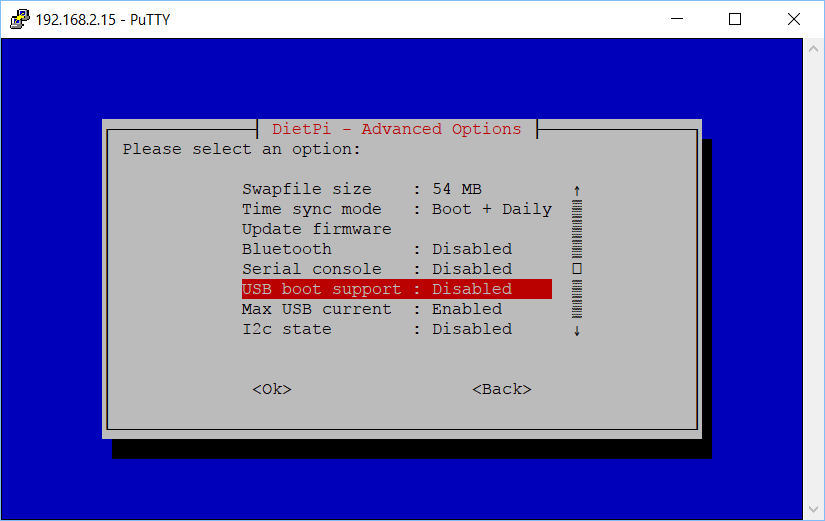 192.168.2.15 - PuTTY
DietPi - Advanced Options
Please select an option:
Swapfile size : 54 MB
Time sync mode : Boot + Daily
Update firmware
Bluetooth : Disabled
Serial console : Disabled
USB boot support : Disabled
Max USB current : Enabled
I2c state : Disabled
<Ok> <Back>